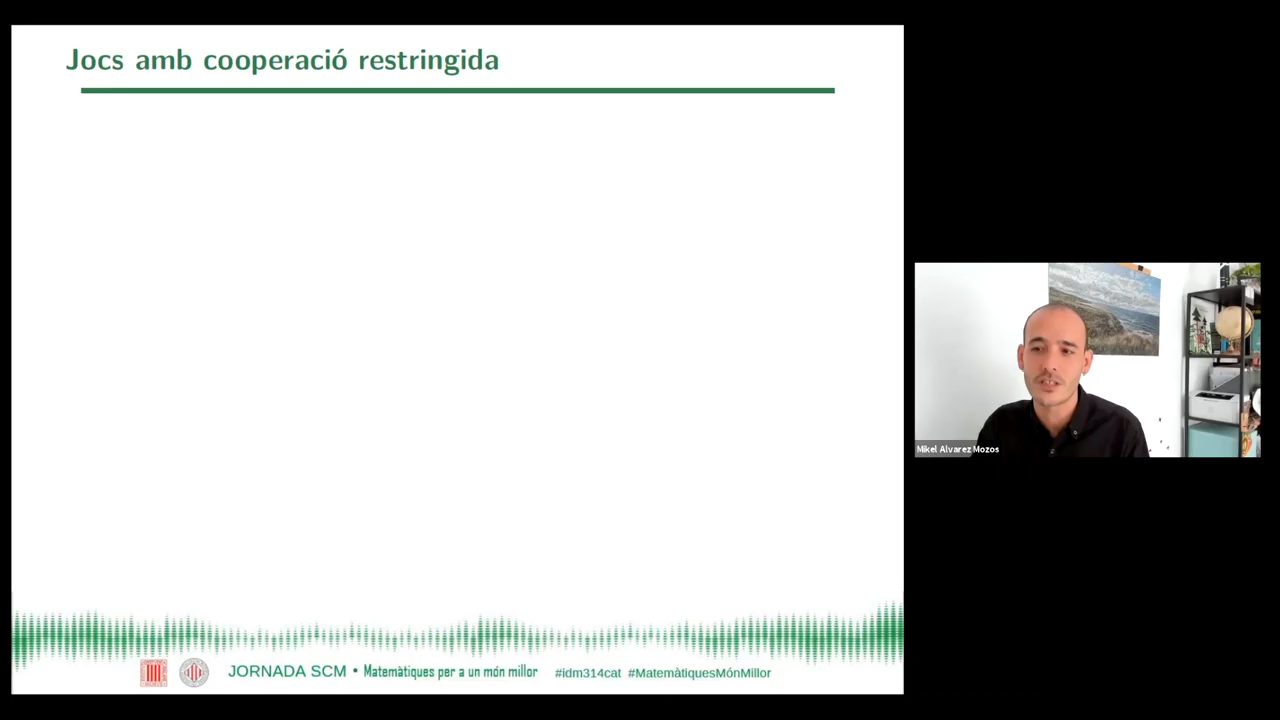 Jocs amb cooperació restringida
Mikel Alvarez Mozos
JORNADA SCM • Matemàtiques per a un món millor #idm314cat #MatemàtiquesMónMillor